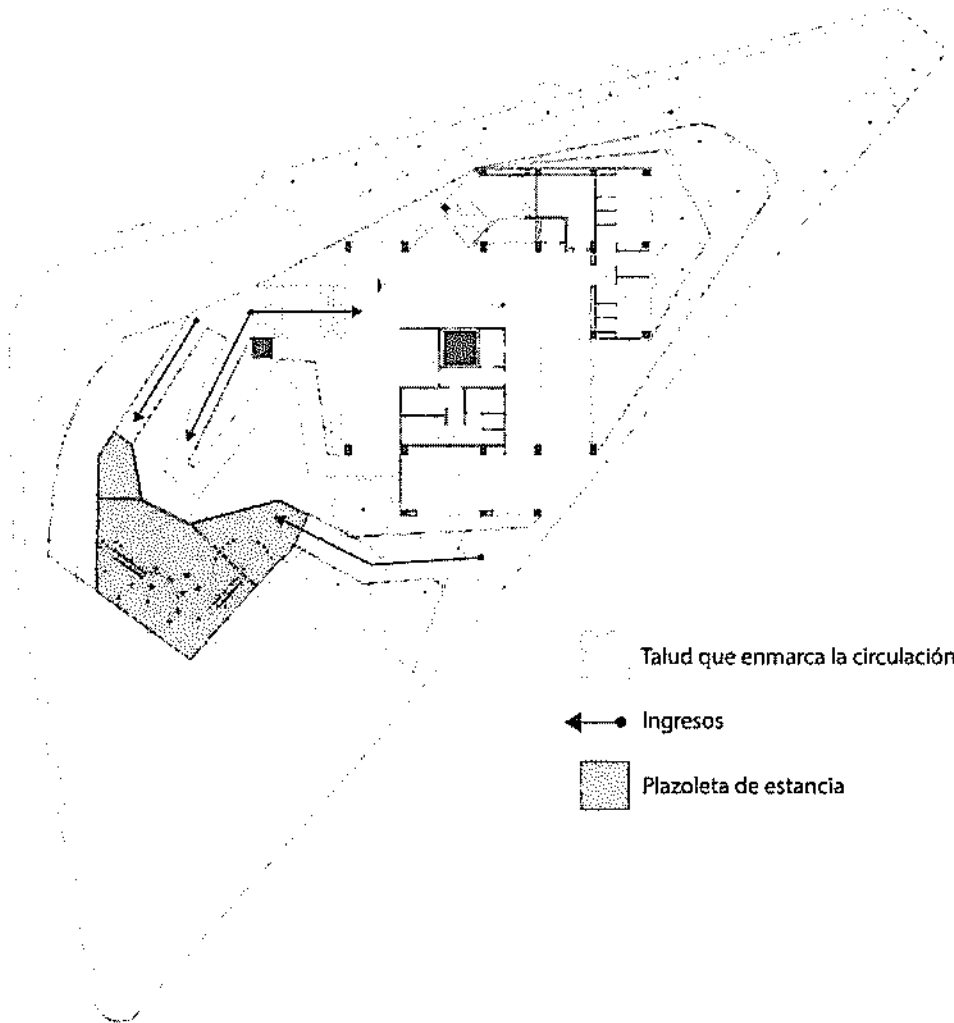 Talud que enmarca la circulación
Ingresos
Plazoleta de estancia